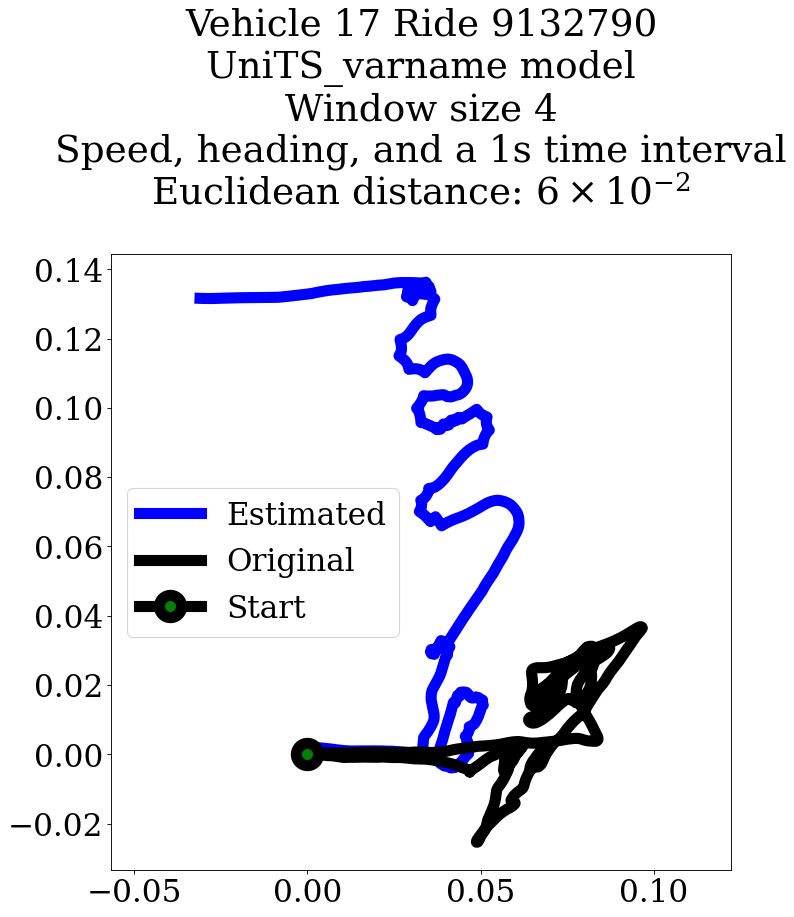 Vehicle 17 Ride 9132790
UniTS_varname model
Window size 4
Speed, heading, and a 1s time interval
Euclidean distance: 6 × 10⁻²
0.14
0.12
0.10
0.08
0.06
0.04
0.02
0.00
−0.02
Estimated
Original
Start
−0.05
0.00
0.05
0.10